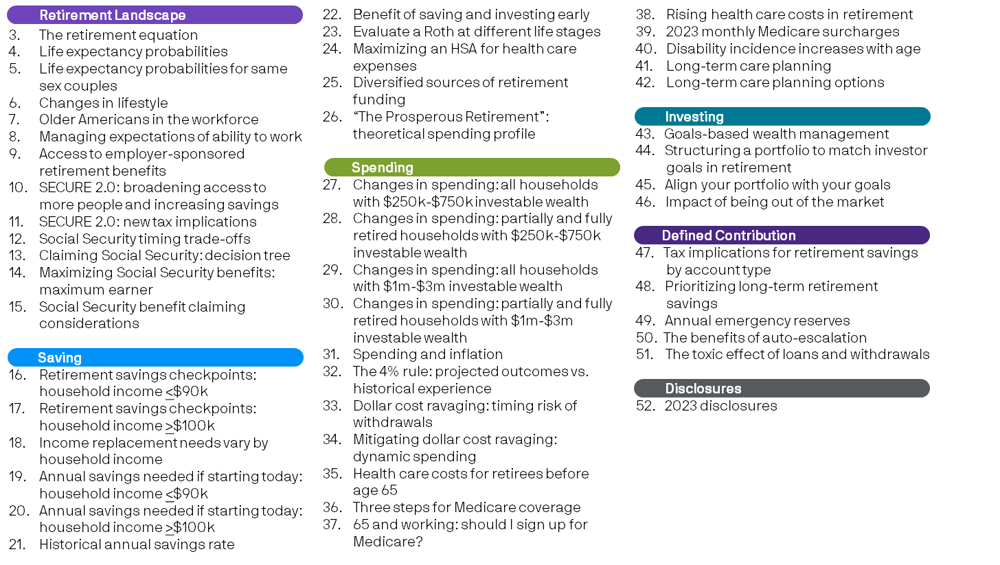 Retirement Landscape
3. The retirement equation
4. Life expectancy probabilities
5. Life expectancy probabilities for same
sex couples
6. Changes in lifestyle
7. Older Americans in the workforce
8. Managing expectations of ability to work
9. Access to employer-sponsored
retirement benefits
10. SECURE 2.0: broadening access to
more people and increasing savings
11. SECURE 2.0: new tax implications
12. Social Security timing trade-offs
13. Claiming Social Security: decision tree
14. Maximizing Social Security benefits:
maximum earner
15. Social Security benefit claiming
considerations
Saving
16. Retirement savings checkpoints:
household income <$90k
17. Retirement savings checkpoints:
household income >$100k
18. Income replacement needs vary by
household income
19. Annual savings needed if starting today:
household income <$90k
20. Annual savings needed if starting today:
household income >$100k
21. Historical annual savings rate
22. Benefit of saving and investing early
23. Evaluate a Roth at different life stages
24. Maximizing an HSA for health care
expenses
25. Diversified sources of retirement
funding
26. “The Prosperous Retirement”:
theoretical spending profile
Spending
27. Changes in spending: all households
with $250k-$750k investable wealth
28. Changes in spending: partially and fully
retired households with $250k-$750k
investable wealth
29. Changes in spending: all households
with $1m-$3m investable wealth
30. Changes in spending: partially and fully
retired households with $1m-$3m
investable wealth
31. Spending and inflation
32. The 4% rule: projected outcomes vs.
historical experience
33. Dollar cost ravaging: timing risk of
withdrawals
34. Mitigating dollar cost ravaging:
dynamic spending
35. Health care costs for retirees before
age 65
36. Three steps for Medicare coverage
37. 65 and working: should I sign up for
Medicare?
38. Rising health care costs in retirement
39. 2023 monthly Medicare surcharges
40. Disability incidence increases with age
41. Long-term care planning
42. Long-term care planning options
Investing
43. Goals-based wealth management
44. Structuring a portfolio to match investor
goals in retirement
45. Align your portfolio with your goals
46. Impact of being out of the market
Defined Contribution
47. Tax implications for retirement savings
by account type
48. Prioritizing long-term retirement
savings
49. Annual emergency reserves
50. The benefits of auto-escalation
51. The toxic effect of loans and withdrawals
Disclosures
52. 2023 disclosures